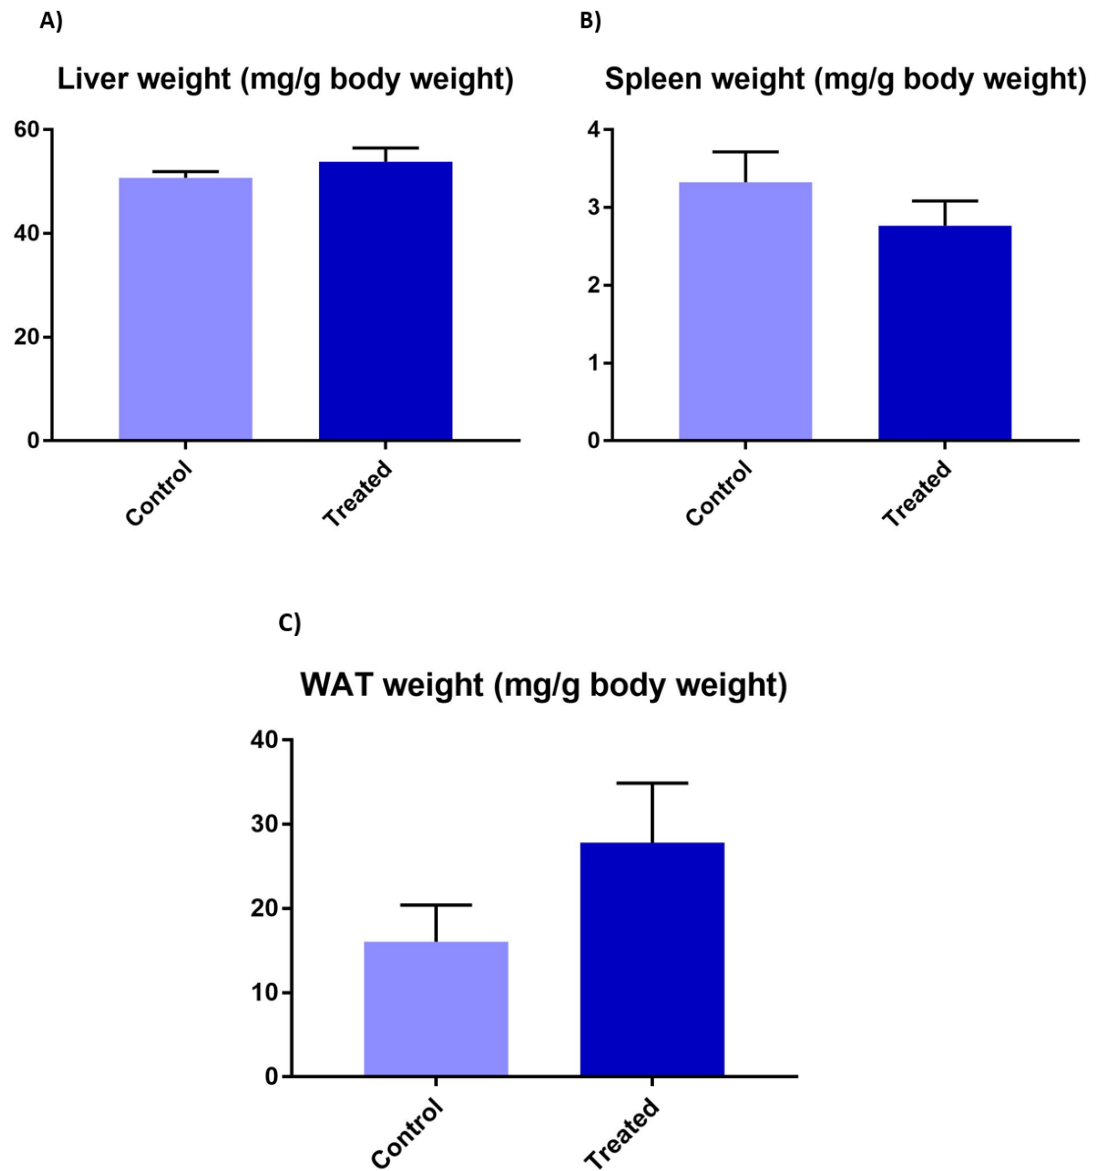 A)
Liver weight (mg/g body weight)
60
40
20
0
Control
Treated
B)
Spleen weight (mg/g body weight)
4
3
2
1
0
Control
Treated
C)
WAT weight (mg/g body weight)
40
30
20
10
0
Control
Treated